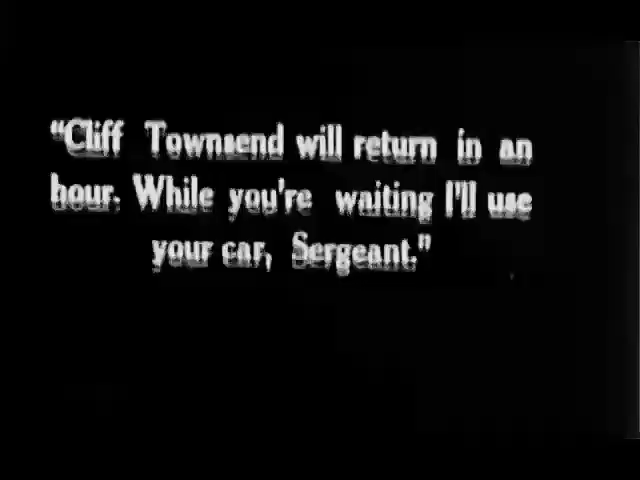 "Cliff Townsend will return in an
hour. While you're waiting I'll use
your car, Sergeant."